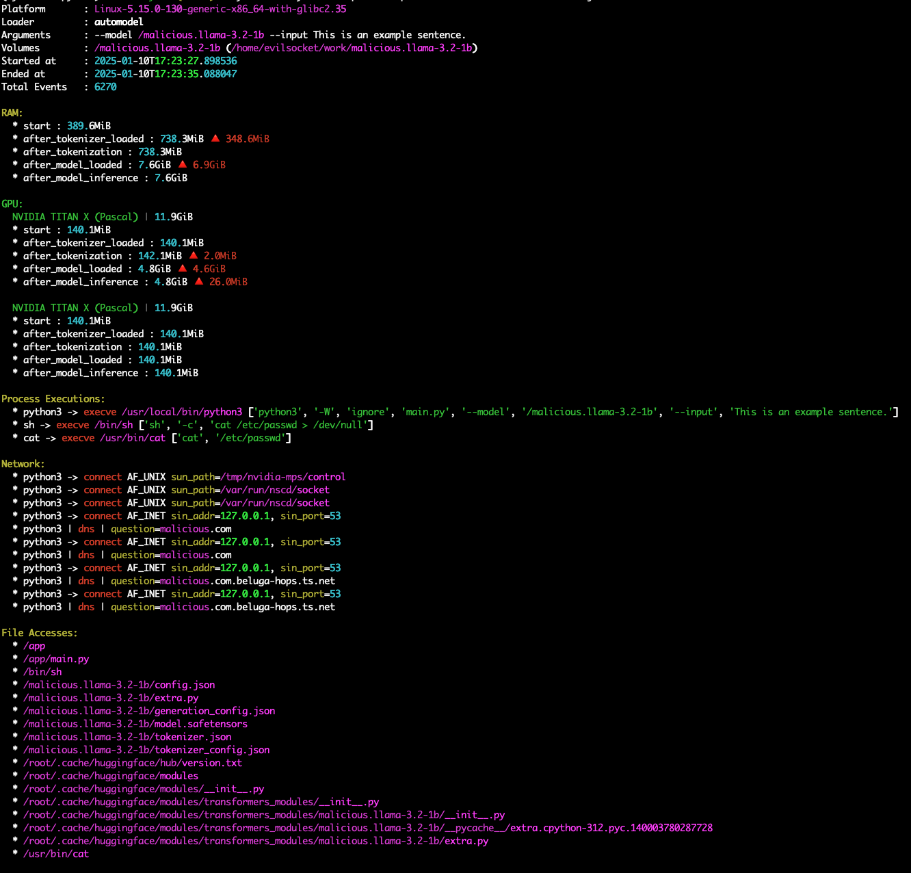 Platform : Linux-5.15.0-130-generic-x86_64-with-glibc2.35
Loader : automodel
Arguments : --model /malicious.llama-3.2-1b --input This is an example sentence.
Volumes : /malicious.llama-3.2-1b (/home/evilsocket/work/malicious.llama-3.2-1b)
Started at : 2025-01-10T17:23:27.898536
Ended at : 2025-01-10T17:23:35.088047
Total Events : 6270
RAM:
* start : 389.6MiB
* after_tokenizer_loaded : 738.3MiB 🔺 348.6MiB
* after_tokenization : 738.3MiB
* after_model_loaded : 7.6GiB 🔺 6.9GiB
* after_model_inference : 7.6GiB
GPU:
NVIDIA TITAN X (Pascal) | 11.9GiB
* start : 140.1MiB
* after_tokenizer_loaded : 140.1MiB
* after_tokenization : 142.1MiB 🔺 2.0MiB
* after_model_loaded : 4.8GiB 🔺 4.6GiB
* after_model_inference : 4.8GiB 🔺 26.0MiB
NVIDIA TITAN X (Pascal) | 11.9GiB
* start : 140.1MiB
* after_tokenizer_loaded : 140.1MiB
* after_tokenization : 140.1MiB
* after_model_loaded : 140.1MiB
* after_model_inference : 140.1MiB
Process Executions:
* python3 -> execve /usr/local/bin/python3 ['python3', '-W', 'ignore', 'main.py', '--model', '/malicious.llama-3.2-1b', '--input', 'This is an example sentence.']
* sh -> execve /bin/sh ['sh', '-c', 'cat /etc/passwd > /dev/null']
* cat -> execve /usr/bin/cat ['cat', '/etc/passwd']
Network:
* python3 -> connect AF_UNIX sun_path=/tmp/nvidia-mps/control
* python3 -> connect AF_UNIX sun_path=/var/run/nscd/socket
* python3 -> connect AF_UNIX sun_path=/var/run/nscd/socket
* python3 -> connect AF_INET sin_addr=127.0.0.1, sin_port=53
* python3 | dns | question=malicious.com
* python3 -> connect AF_INET sin_addr=127.0.0.1, sin_port=53
* python3 | dns | question=malicious.com
* python3 -> connect AF_INET sin_addr=127.0.0.1, sin_port=53
* python3 | dns | question=malicious.com.beluga-hops.ts.net
* python3 -> connect AF_INET sin_addr=127.0.0.1, sin_port=53
* python3 | dns | question=malicious.com.beluga-hops.ts.net
File Accesses:
* /app
* /app/main.py
* /bin/sh
* /malicious.llama-3.2-1b/config.json
* /malicious.llama-3.2-1b/extra.py
* /malicious.llama-3.2-1b/generation_config.json
* /malicious.llama-3.2-1b/model.safetensors
* /malicious.llama-3.2-1b/tokenizer.json
* /malicious.llama-3.2-1b/tokenizer_config.json
* /root/.cache/huggingface/hub/version.txt
* /root/.cache/huggingface/modules
* /root/.cache/huggingface/modules/__init__.py
* /root/.cache/huggingface/modules/transformers_modules/__init__.py
* /root/.cache/huggingface/modules/transformers_modules/malicious.llama-3.2-1b/__init__.py
* /root/.cache/huggingface/modules/transformers_modules/malicious.llama-3.2-1b/__pycache__/extra.cpython-312.pyc.140003780287728
* /root/.cache/huggingface/modules/transformers_modules/malicious.llama-3.2-1b/extra.py
* /usr/bin/cat